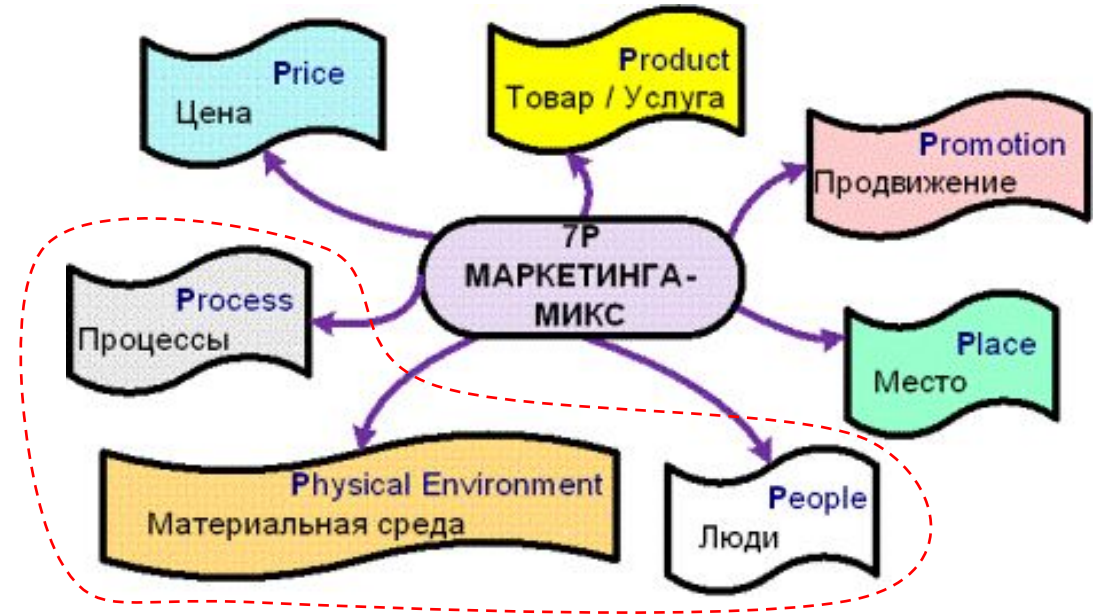 Price
Цена
Product
Товар / Услуга
Promotion
Продвижение
7P
МАРКЕТИНГА-
МИКС
Process
Процессы
Place
Место
Physical Environment
Материальная среда
People
Люди